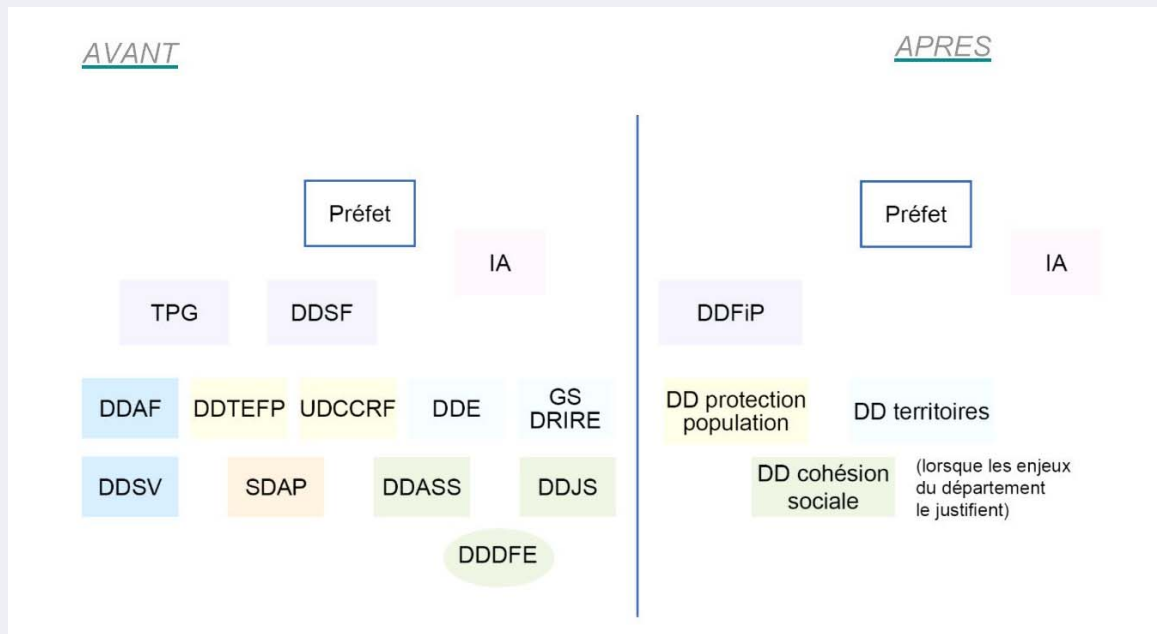 AVANT
APRES
Préfet
IA
TPG
DDSF
DDAF
DDTEFP
UDCCRF
DDE
GS
DRIRE
DDSV
SDAP
DDASS
DDJS
DDDFE
Préfet
IA
DDFiP
DD protection
population
DD territoires
DD cohésion
sociale
(lorsque les enjeux
du département
le justifient)